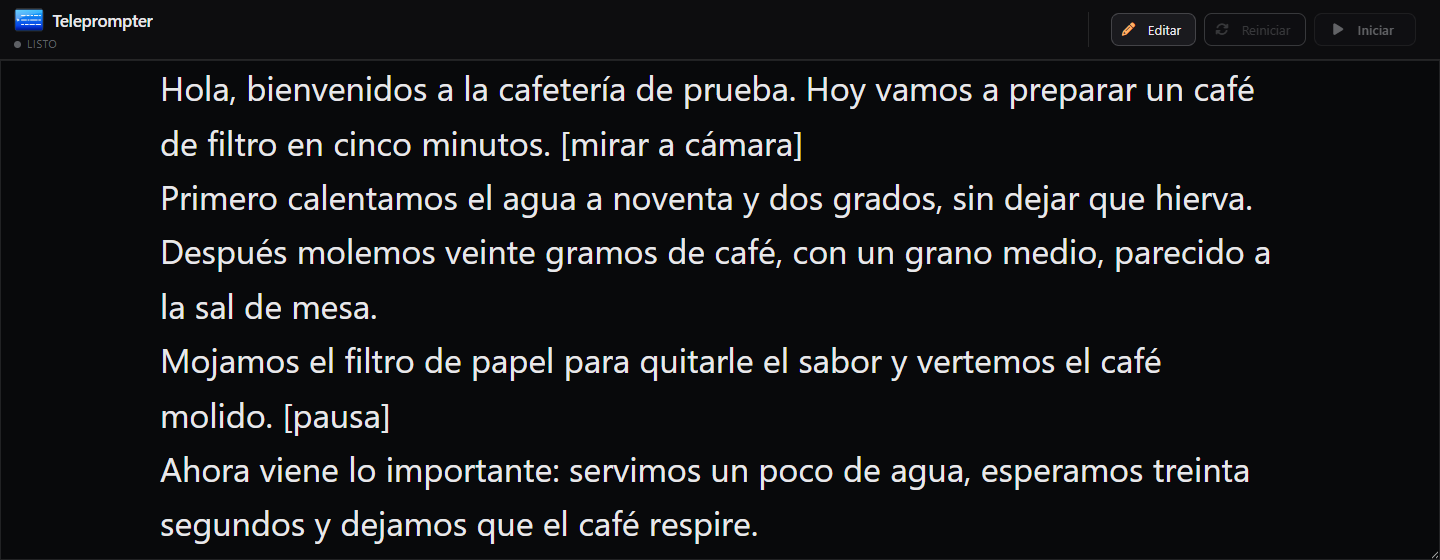 Teleprompter
LISTO
Editar
Reiniciar
Iniciar
Hola, bienvenidos a la cafetería de prueba. Hoy vamos a preparar un café
de filtro en cinco minutos. [mirar a cámara]
Primero calentamos el agua a noventa y dos grados, sin dejar que hierva.
Después molemos veinte gramos de café, con un grano medio, parecido a
la sal de mesa.
Mojamos el filtro de papel para quitarle el sabor y vertemos el café
molido. [pausa]
Ahora viene lo importante: servimos un poco de agua, esperamos treinta
segundos y dejamos que el café respire.